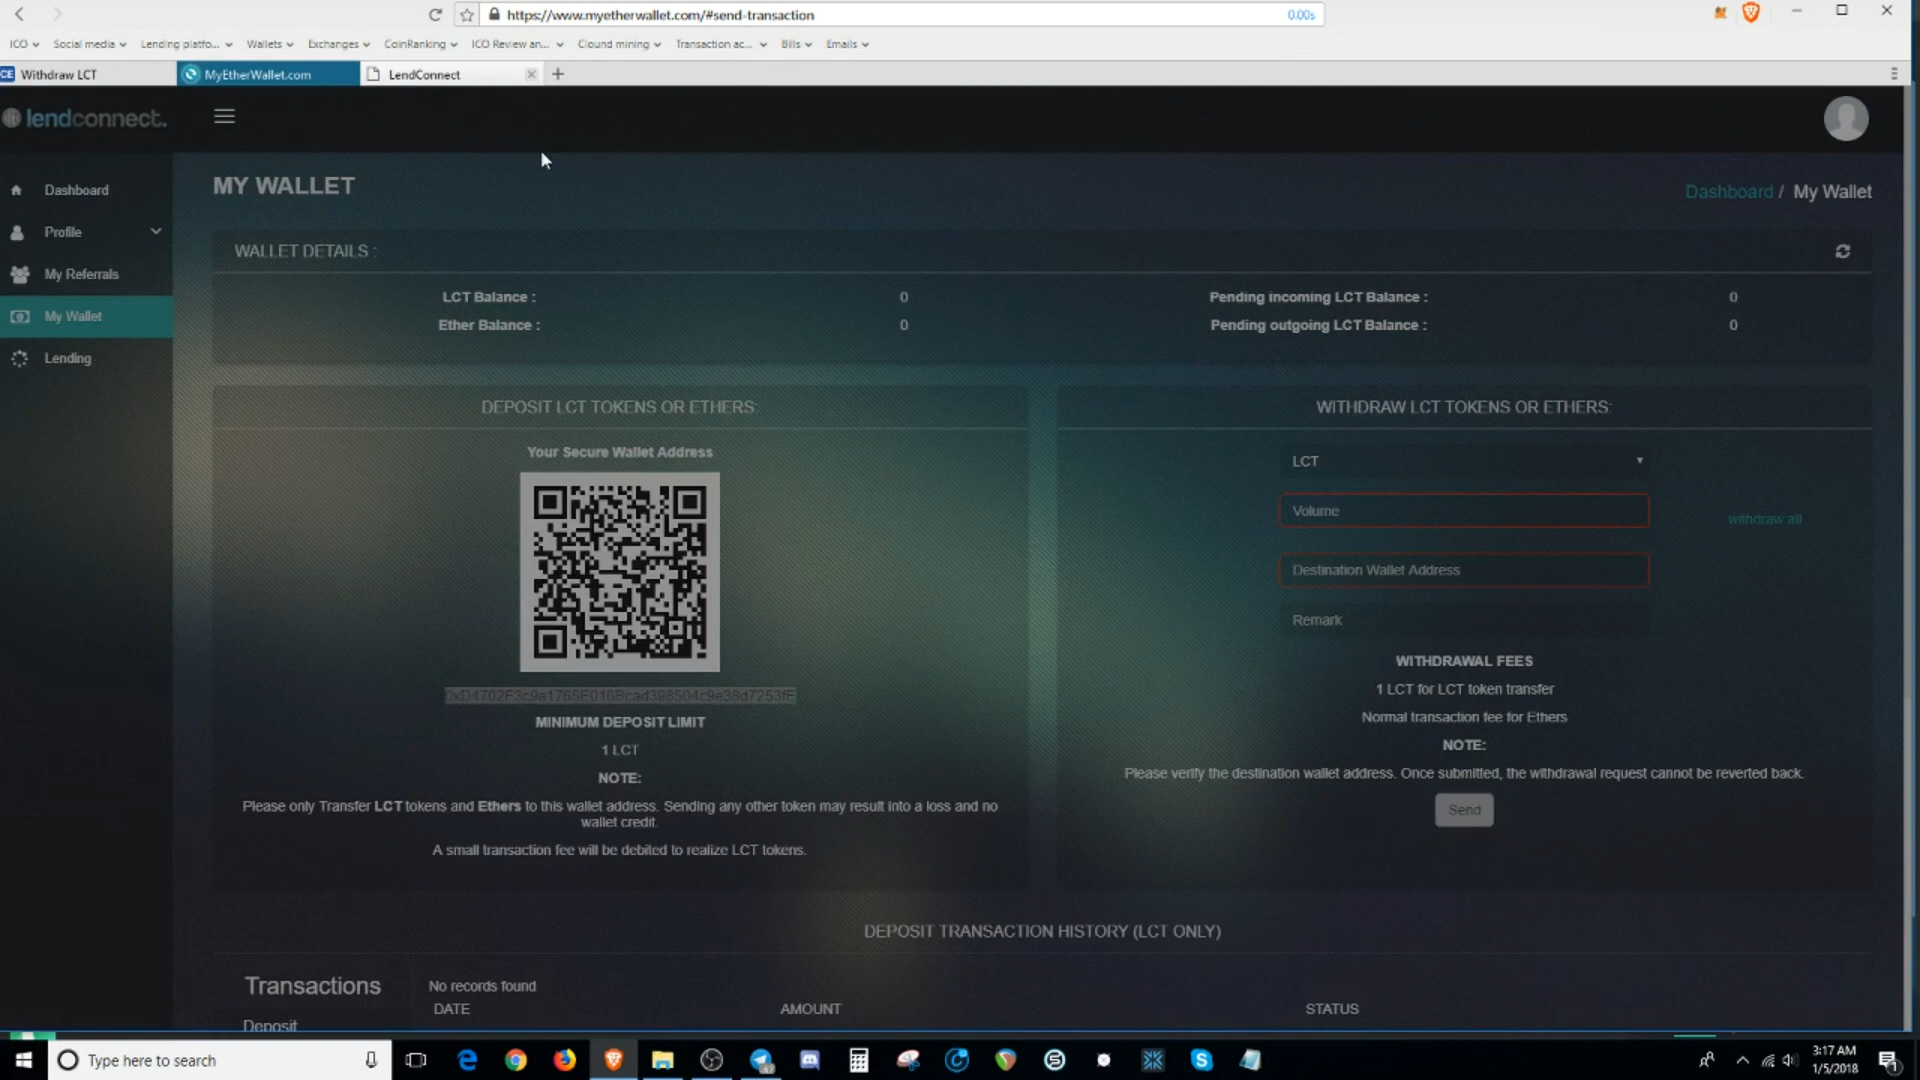 https://www.myetherwallet.com/#send-transaction
0.00s
ICO Social media Lending platfo... Wallets Exchanges CoinRanking ICO Review an... Clound mining Transaction ac... Bills Emails
CE Withdraw LCT MyEtherWallet.com LendConnect
lendconnect.
Dashboard
Profile
My Referrals
My Wallet
Lending
MY WALLET
Dashboard / My Wallet
WALLET DETAILS :
LCT Balance : 0 Pending incoming LCT Balance : 0
Ether Balance : 0 Pending outgoing LCT Balance : 0
DEPOSIT LCT TOKENS OR ETHERS:
Your Secure Wallet Address
MINIMUM DEPOSIT LIMIT
1 LCT
NOTE:
Please only Transfer LCT tokens and Ethers to this wallet address. Sending any other token may result into a loss and no
wallet credit.
A small transaction fee will be debited to realize LCT tokens.
WITHDRAW LCT TOKENS OR ETHERS:
LCT
Volume
withdraw all
Destination Wallet Address
Remark
WITHDRAWAL FEES
1 LCT for LCT token transfer
Normal transaction fee for Ethers
NOTE:
Please verify the destination wallet address. Once submitted, the withdrawal request cannot be reverted back.
Send
DEPOSIT TRANSACTION HISTORY (LCT ONLY)
Transactions
Deposit
No records found
DATE AMOUNT STATUS
Type here to search
3:17 AM
1/5/2018
1